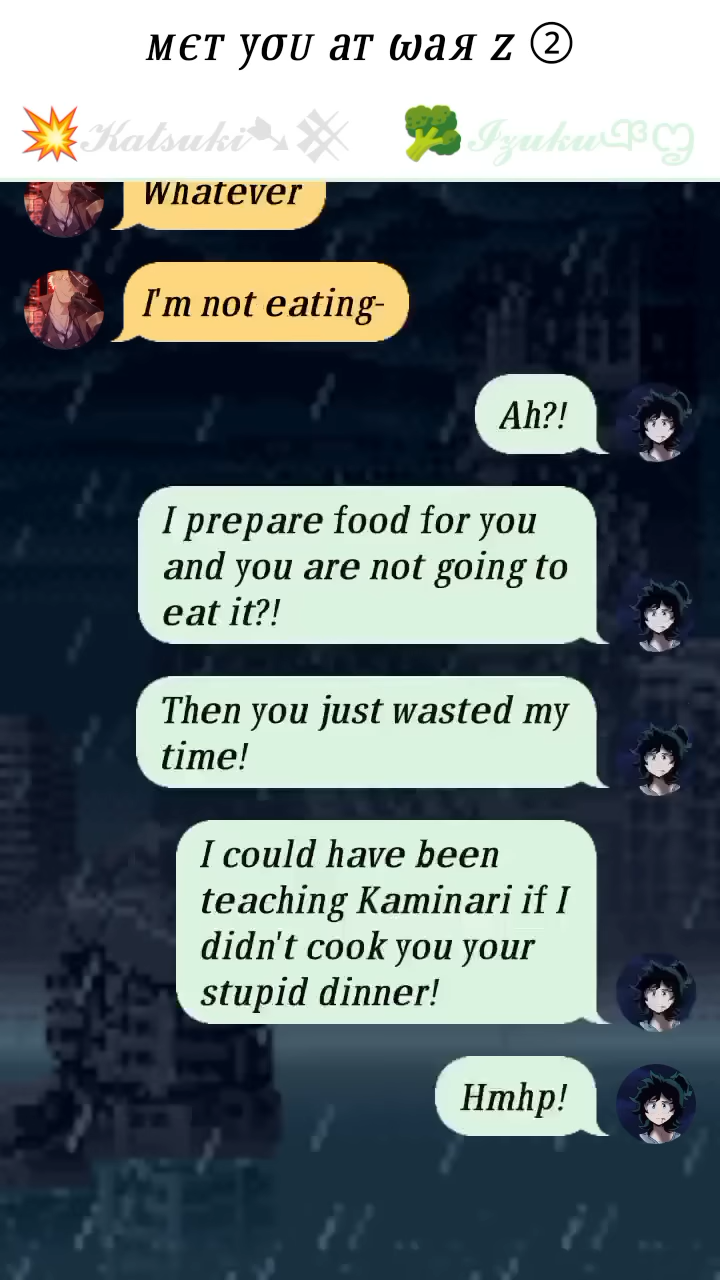 мєт уσυ ат ωая z ②
💥𝓚𝓪𝓽𝓼𝓾𝓴𝓲 🥦𝓘𝔃𝓾𝓴𝓾
Whatever
I'm not eating-
Ah?!
I prepare food for you
and you are not going to
eat it?!
Then you just wasted my
time!
I could have been
teaching Kaminari if I
didn't cook you your
stupid dinner!
Hmhp!